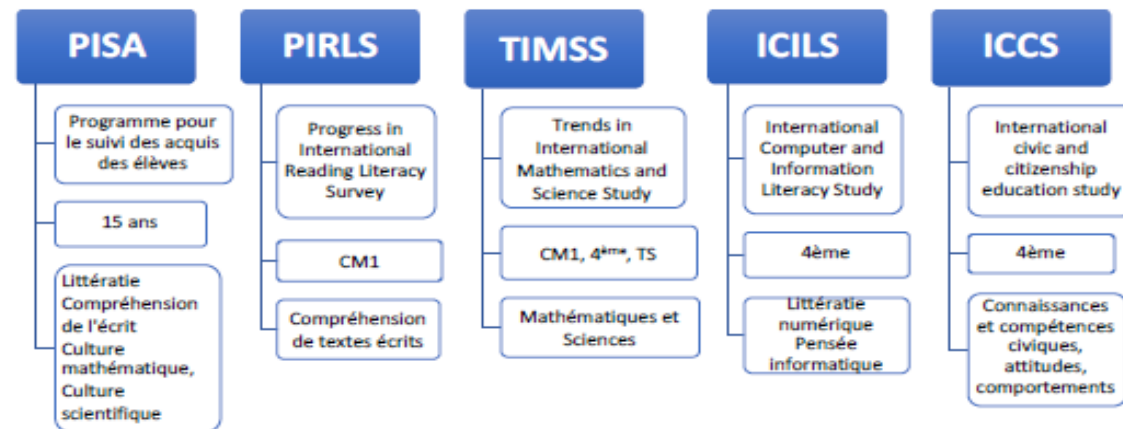 PISA
Programme pour
le suivi des acquis
des élèves
15 ans
Littératie
Compréhension
de l'écrit
Culture
mathématique,
Culture
scientifique
PIRLS
Progress in
International
Reading Literacy
Survey
CM1
Compréhension
de textes écrits
TIMSS
Trends in
International
Mathematics and
Science Study
CM1, 4ème, TS
Mathématiques et
Sciences
ICILS
International
Computer and
Information
Literacy Study
4ème
Littératie
numérique
Pensée
informatique
ICCS
International
civic and
citizenship
education study
4ème
Connaissances
et compétences
civiques,
attitudes,
comportements